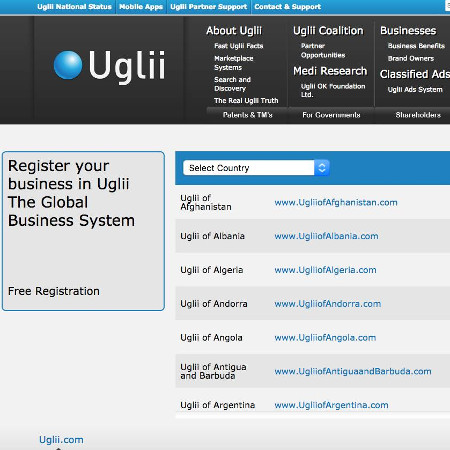 Uglii National Status Mobile Apps Uglii Partner Support Contact & Support
Uglii
About Uglii
Fast Uglii Facts
Marketplace
Systems
Search and
Discovery
The Real Uglii Truth
Uglii Coalition
Partner
Opportunities
Medi Research
Uglii OK Foundation
Ltd.
Businesses
Business Benefits
Brand Owners
Classified Ads
Uglii Ads System
Patents & TM's For Governments Shareholders
Register your
business in Uglii
The Global
Business System
Free Registration
Select Country
Uglii of
Afghanistan
www.UgliiofAfghanistan.com
Uglii of Albania www.UgliiofAlbania.com
Uglii of Algeria www.UgliiofAlgeria.com
Uglii of Andorra www.UgliiofAndorra.com
Uglii of Angola www.UgliiofAngola.com
Uglii of Antigua
and Barbuda
www.UgliiofAntiguaandBarbuda.com
Uglii of Argentina www.UgliiofArgentina.com
Uglii.com